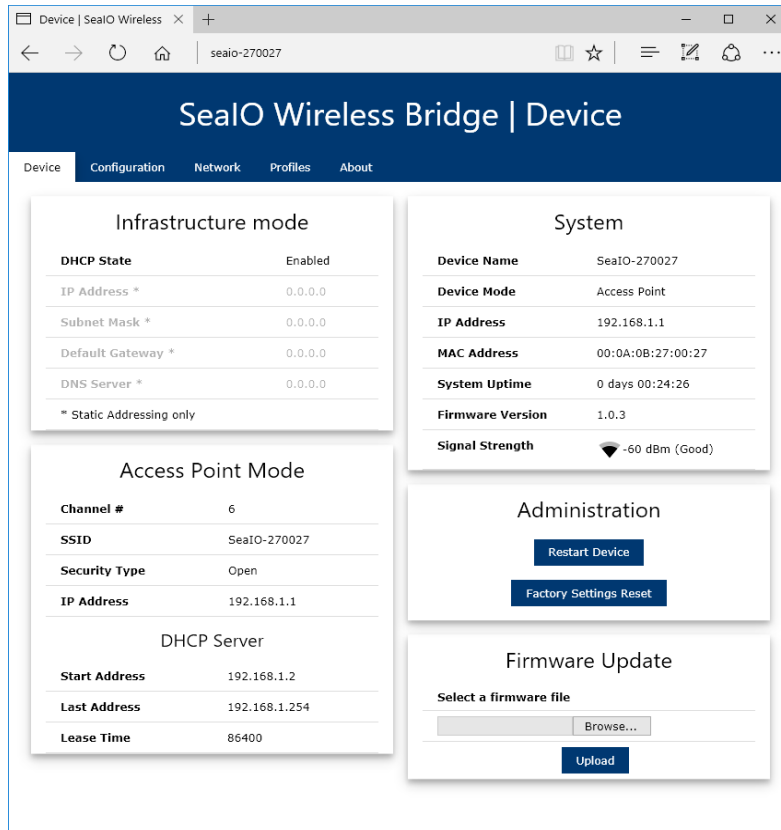 Device | SeaIO Wireless
seaio-270027
SeaIO Wireless Bridge | Device
Device Configuration Network Profiles About
Infrastructure mode
DHCP State Enabled
IP Address * 0.0.0.0
Subnet Mask * 0.0.0.0
Default Gateway * 0.0.0.0
DNS Server * 0.0.0.0
* Static Addressing only
Access Point Mode
Channel # 6
SSID SeaIO-270027
Security Type Open
IP Address 192.168.1.1
DHCP Server
Start Address 192.168.1.2
Last Address 192.168.1.254
Lease Time 86400
System
Device Name SeaIO-270027
Device Mode Access Point
IP Address 192.168.1.1
MAC Address 00:0A:0B:27:00:27
System Uptime 0 days 00:24:26
Firmware Version 1.0.3
Signal Strength -60 dBm (Good)
Administration
Restart Device
Factory Settings Reset
Firmware Update
Select a firmware file
Browse...
Upload